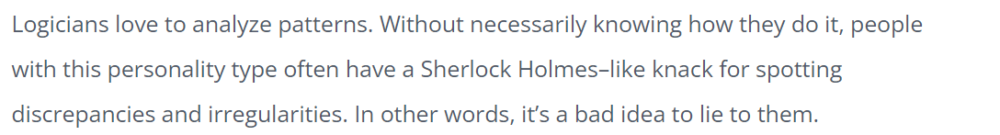 Logicians love to analyze patterns. Without necessarily knowing how they do it, people
with this personality type often have a Sherlock Holmes–like knack for spotting
discrepancies and irregularities. In other words, it’s a bad idea to lie to them.